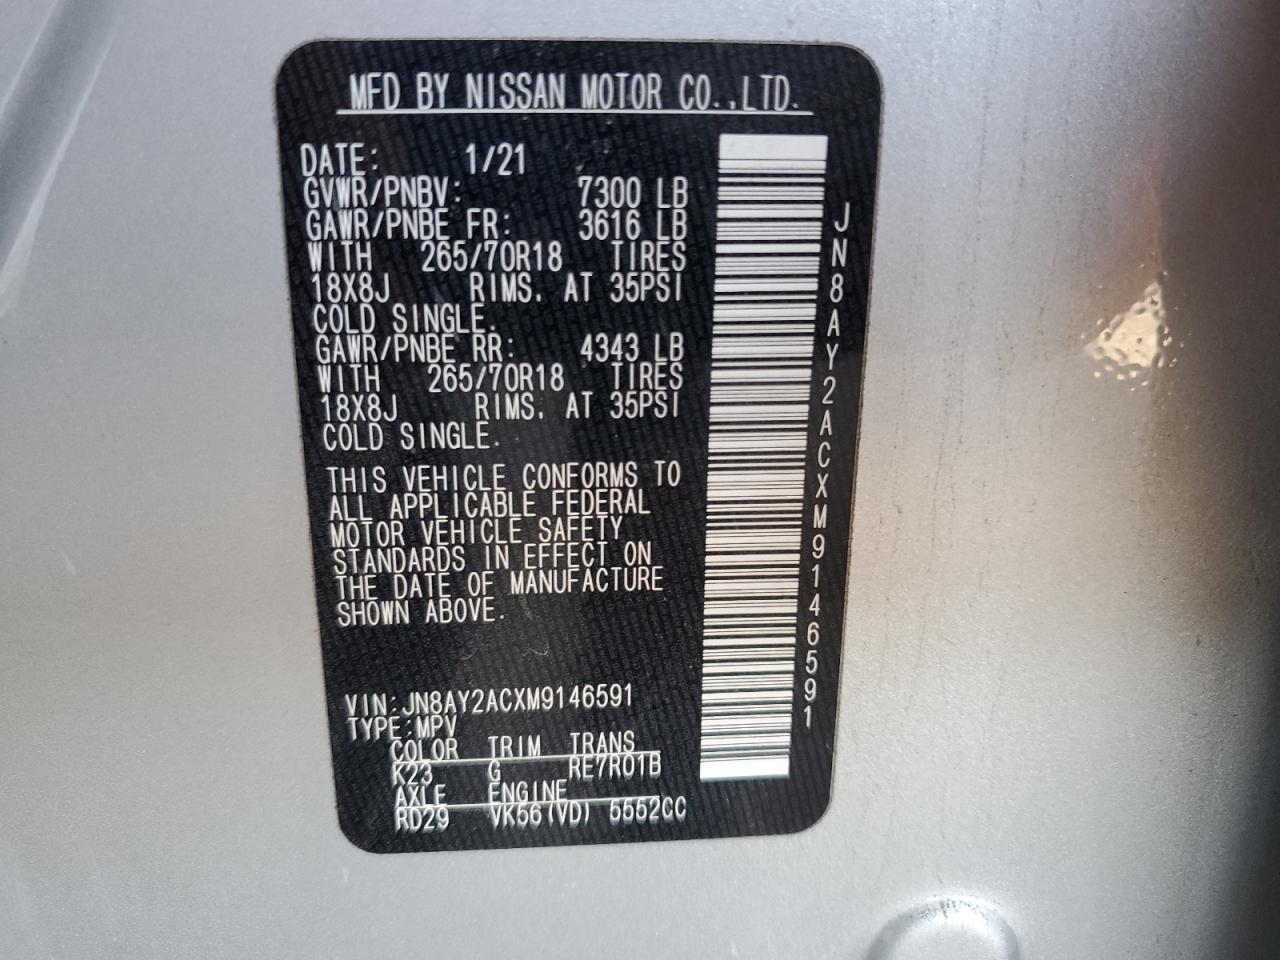 MFD BY NISSAN MOTOR CO.,LTD.
DATE: 1/21
GVWR/PNBV: 7300 LB
GAWR/PNBE FR: 3616 LB
WITH 265/70R18 TIRES
18X8J RIMS. AT 35PSI
COLD SINGLE.
GAWR/PNBE RR: 4343 LB
WITH 265/70R18 TIRES
18X8J RIMS. AT 35PSI
COLD SINGLE.
THIS VEHICLE CONFORMS TO
ALL APPLICABLE FEDERAL
MOTOR VEHICLE SAFETY
STANDARDS IN EFFECT ON
THE DATE OF MANUFACTURE
SHOWN ABOVE.
VIN:JN8AY2ACXM9146591
TYPE:MPV
COLOR TRIM TRANS
K23 G RE7R01B
AXLE ENGINE
RD29 VK56(VD) 5552CC
JN8AY2ACXM9146591